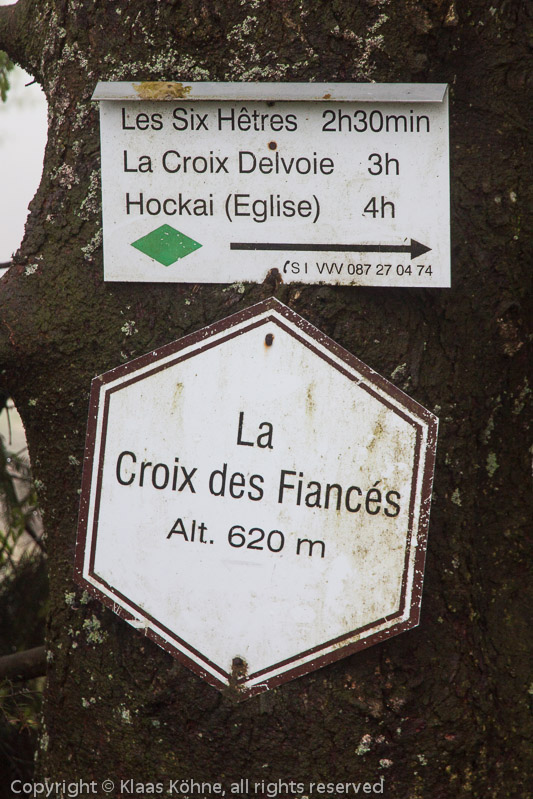 Les Six Hêtres 2h30min
La Croix Delvoie 3h
Hockai (Eglise) 4h
S I VVV 087 27 04 74
La
Croix des Fiancés
Alt. 620 m
Copyright © Klaas Köhne, all rights reserved